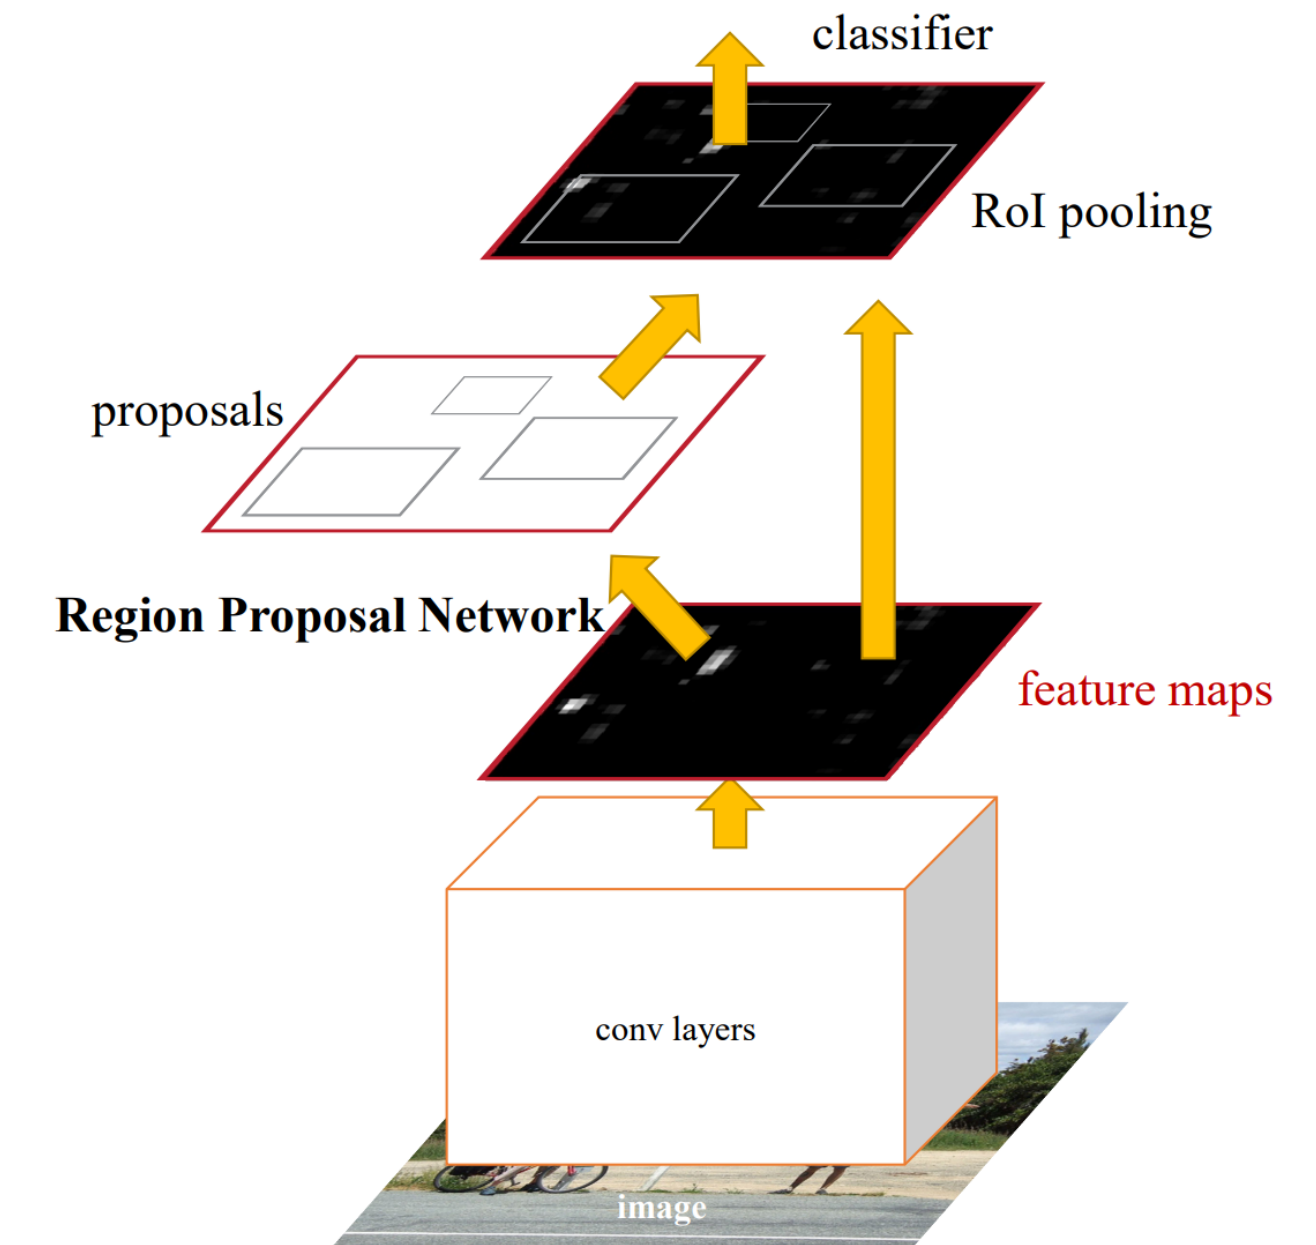 classifier
RoI pooling
proposals
Region Proposal Network
feature maps
conv layers
image